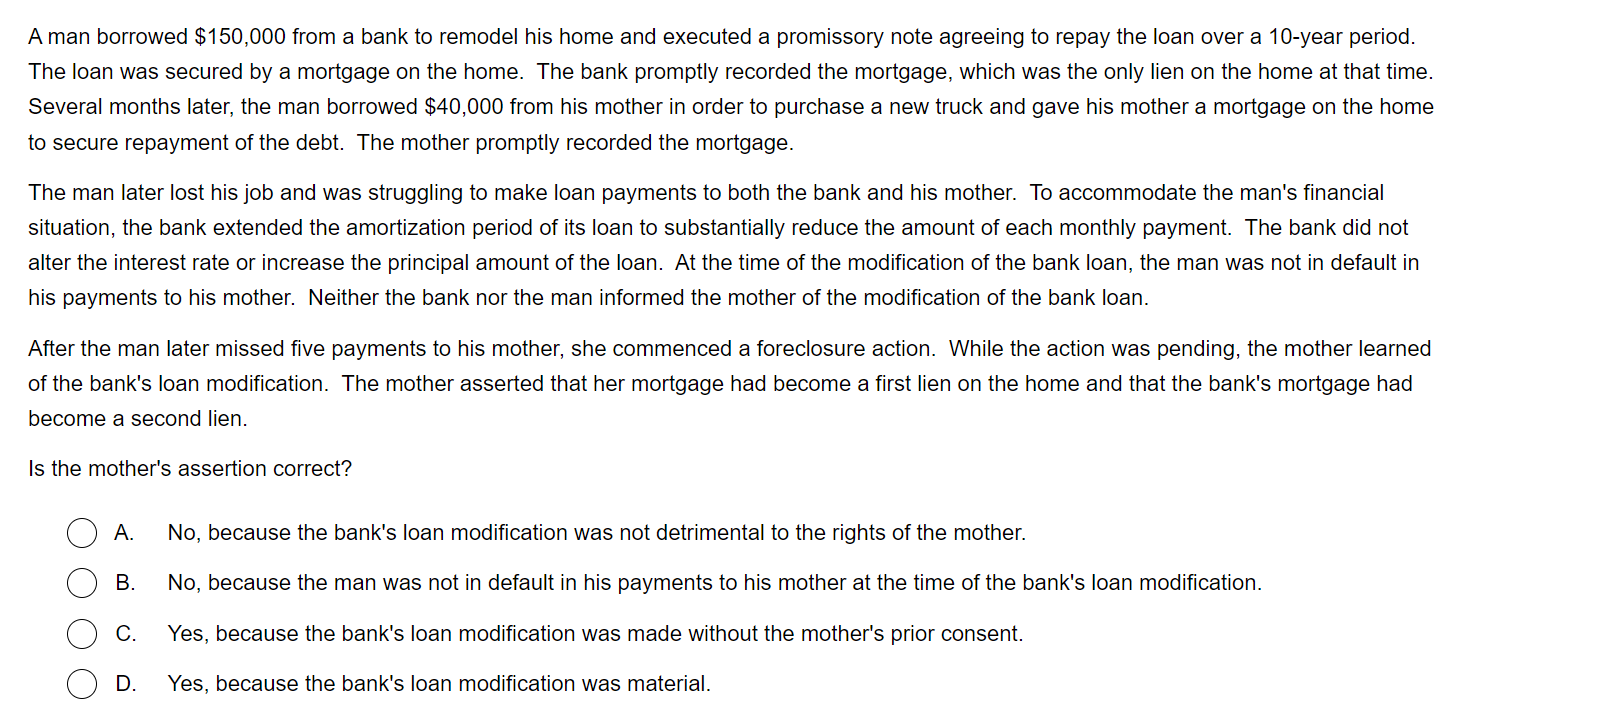 A man borrowed $150,000 from a bank to remodel his home and executed a promissory note agreeing to repay the loan over a 10-year period.
The loan was secured by a mortgage on the home.  The bank promptly recorded the mortgage, which was the only lien on the home at that time.
Several months later, the man borrowed $40,000 from his mother in order to purchase a new truck and gave his mother a mortgage on the home
to secure repayment of the debt.  The mother promptly recorded the mortgage.
The man later lost his job and was struggling to make loan payments to both the bank and his mother.  To accommodate the man's financial
situation, the bank extended the amortization period of its loan to substantially reduce the amount of each monthly payment.  The bank did not
alter the interest rate or increase the principal amount of the loan.  At the time of the modification of the bank loan, the man was not in default in
his payments to his mother.  Neither the bank nor the man informed the mother of the modification of the bank loan.
After the man later missed five payments to his mother, she commenced a foreclosure action.  While the action was pending, the mother learned
of the bank's loan modification.  The mother asserted that her mortgage had become a first lien on the home and that the bank's mortgage had
become a second lien.
Is the mother's assertion correct?
A. No, because the bank's loan modification was not detrimental to the rights of the mother.
B. No, because the man was not in default in his payments to his mother at the time of the bank's loan modification.
C. Yes, because the bank's loan modification was made without the mother's prior consent.
D. Yes, because the bank's loan modification was material.